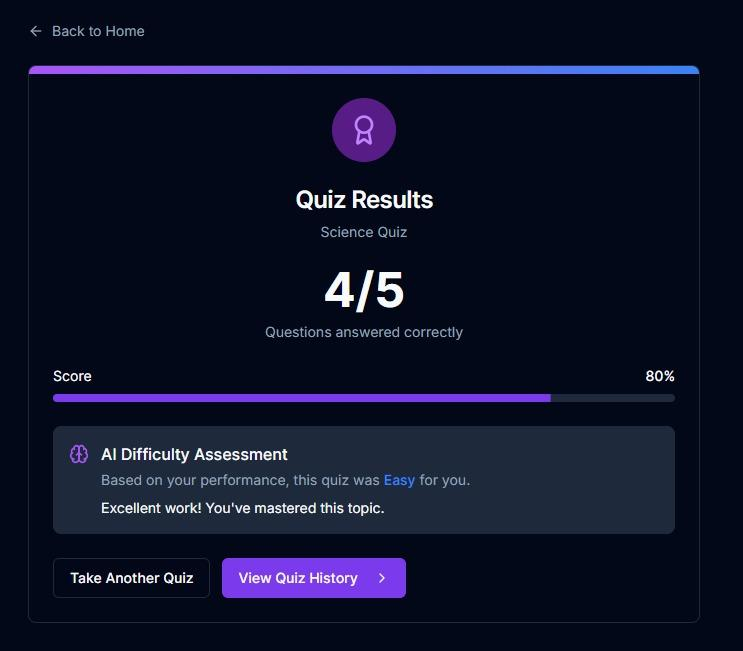 Back to Home
Quiz Results
Science Quiz
4/5
Questions answered correctly
Score 80%
AI Difficulty Assessment
Based on your performance, this quiz was Easy for you.
Excellent work! You've mastered this topic.
Take Another Quiz View Quiz History